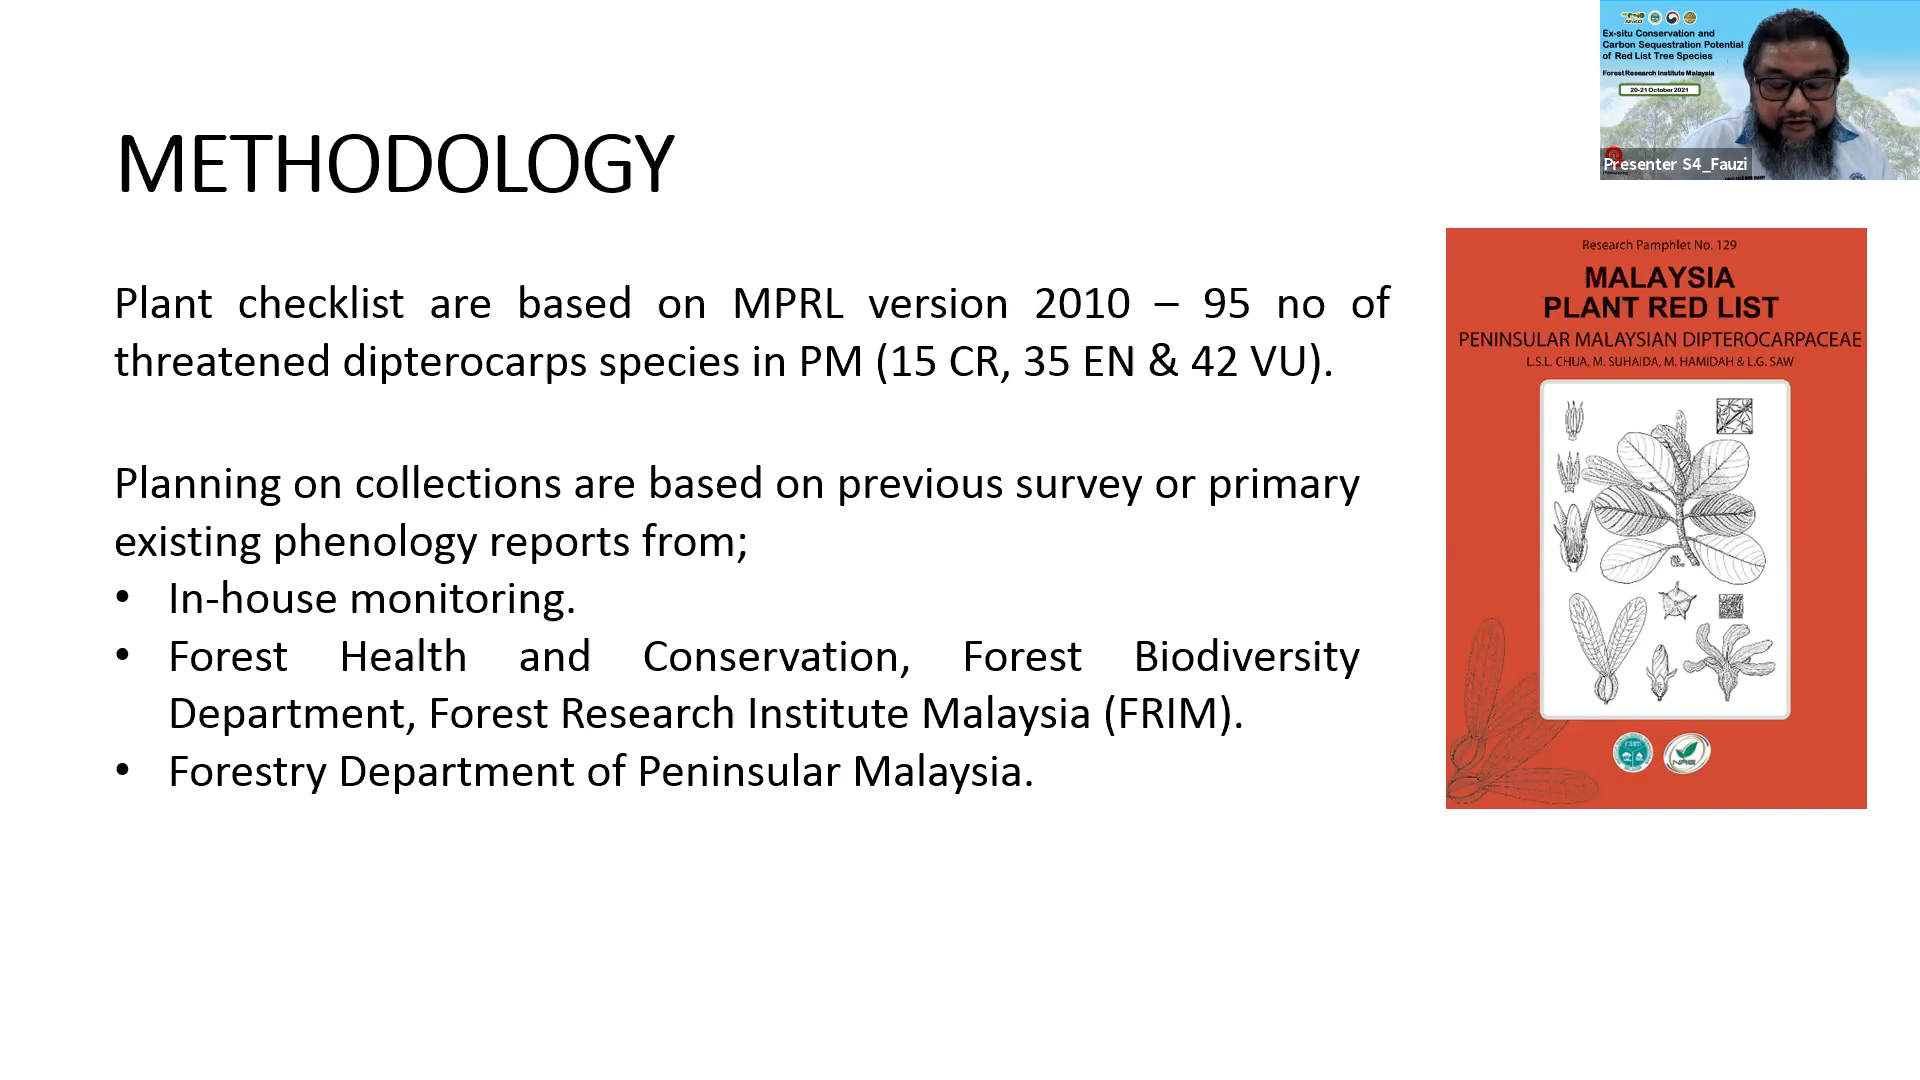 Ex-situ Conservation and
Carbon Sequestration Potential
of Red List Tree Species
Forest Research Institute Malaysia
20-21 October 2021
Presenter S4_Fauzi
METHODOLOGY
Plant checklist are based on MPRL version 2010 – 95 no of
threatened dipterocarps species in PM (15 CR, 35 EN & 42 VU).
Planning on collections are based on previous survey or primary
existing phenology reports from;
• In-house monitoring.
• Forest Health and Conservation, Forest Biodiversity
Department, Forest Research Institute Malaysia (FRIM).
• Forestry Department of Peninsular Malaysia.
Research Pamphlet No. 129
MALAYSIA
PLANT RED LIST
PENINSULAR MALAYSIAN DIPTEROCARPACEAE
L.S.L. CHUA, M. SUHAIDA, M. HAMIDAH & L.G. SAW
NRE